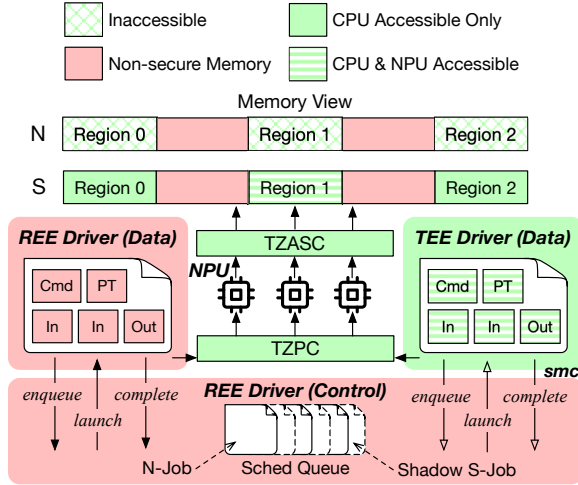 Inaccessible
CPU Accessible Only
Non-secure Memory
CPU & NPU Accessible
Memory View
N
Region 0
Region 1
Region 2
S
Region 0
Region 1
Region 2
REE Driver (Data)
TZASC
TEE Driver (Data)
NPU
Cmd
PT
In
In
Out
Cmd
PT
In
In
Out
TZPC
smc
REE Driver (Control)
enqueue
launch
complete
enqueue
launch
complete
N-Job
Sched Queue
Shadow S-Job